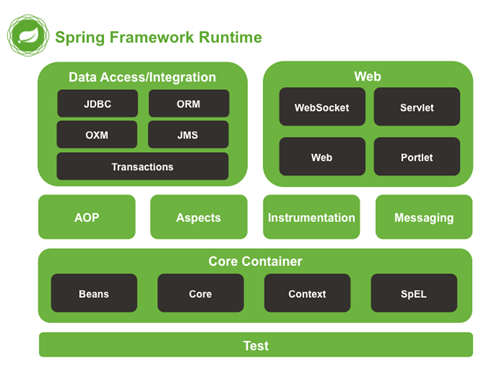 Spring Framework Runtime
Data Access/Integration
JDBC
ORM
OXM
JMS
Transactions
Web
WebSocket
Servlet
Web
Portlet
AOP
Aspects
Instrumentation
Messaging
Core Container
Beans
Core
Context
SpEL
Test